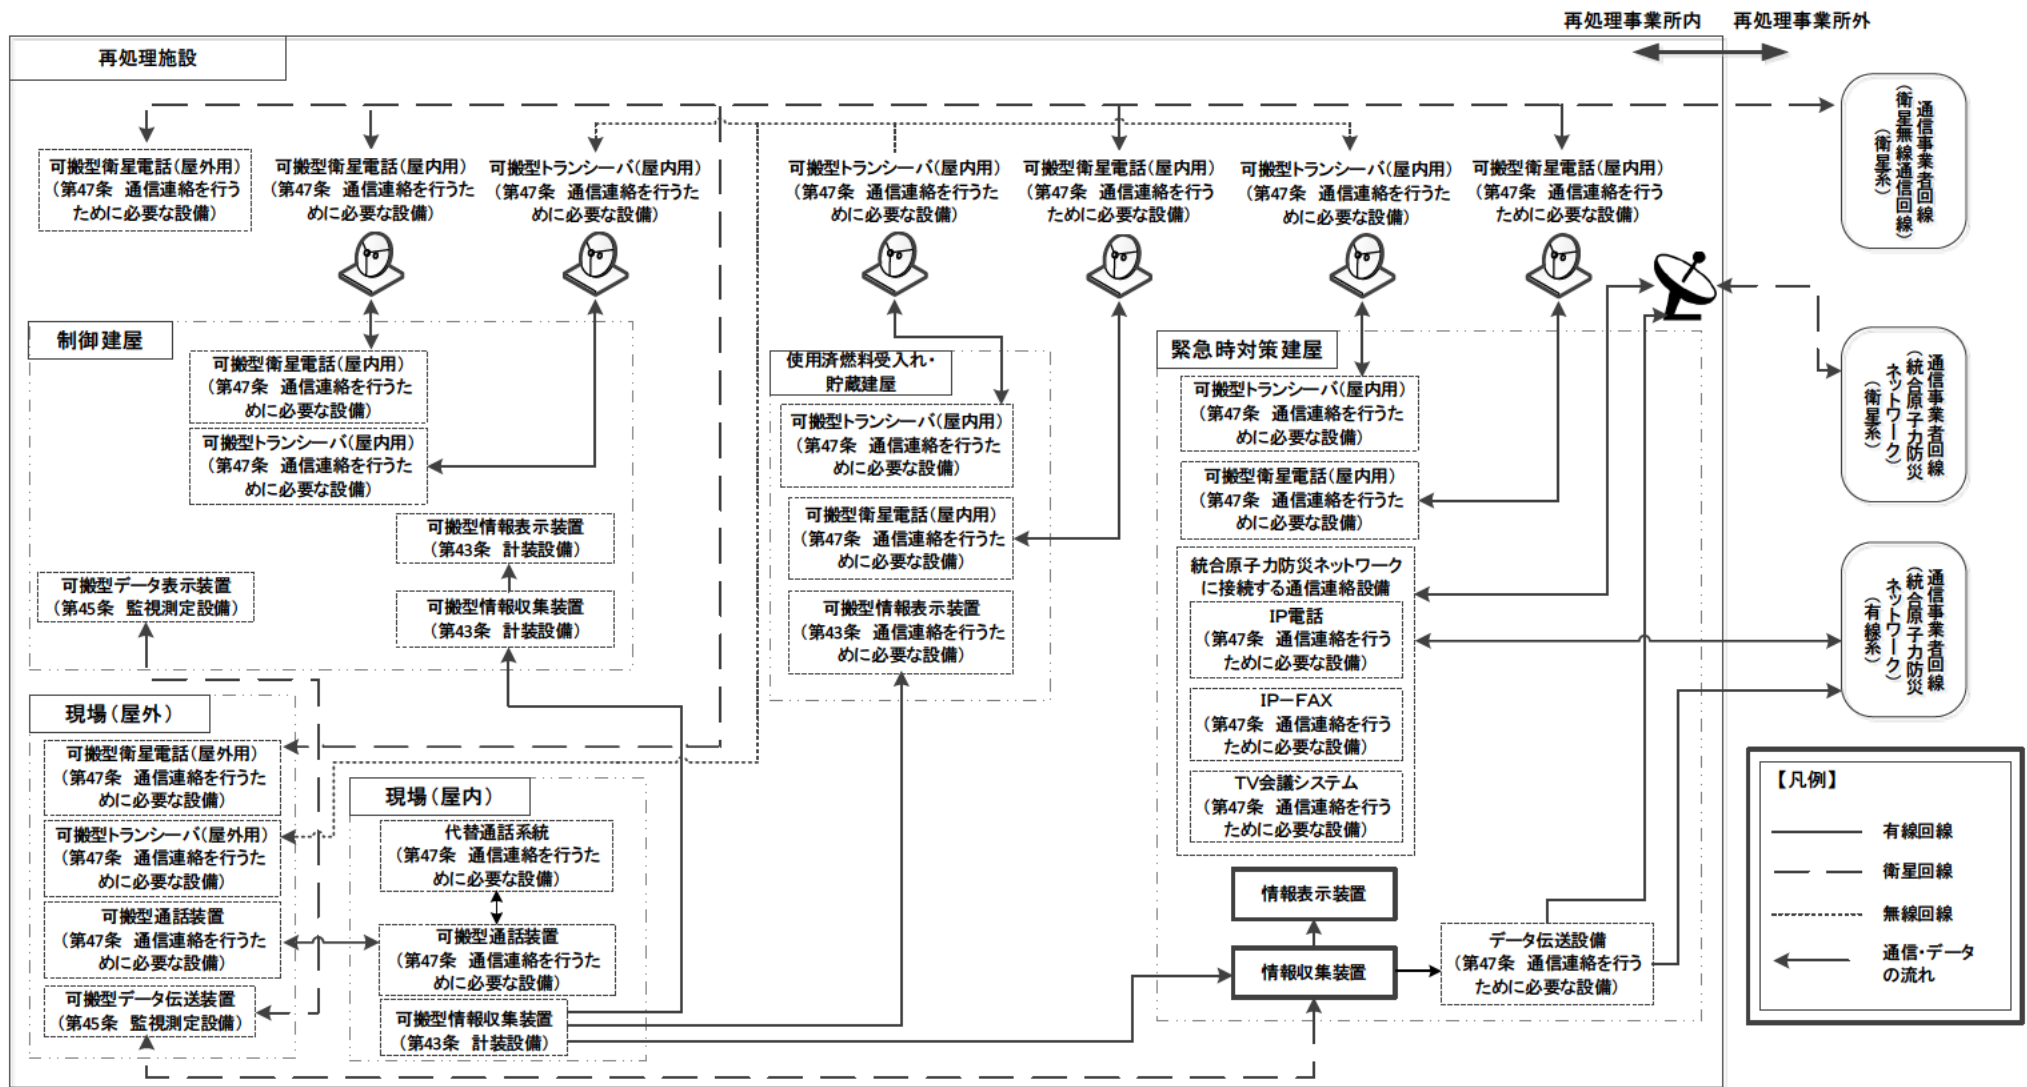 再処理事業所内
再処理事業所外
再処理施設
可搬型衛星電話(屋外用)
(第47条 通信連絡を行う
ために必要な設備)
可搬型衛星電話(屋内用)
(第47条 通信連絡を行うた
めに必要な設備)
可搬型トランシーバ(屋内用)
(第47条 通信連絡を行うた
めに必要な設備)
可搬型トランシーバ(屋内用)
(第47条 通信連絡を行うた
めに必要な設備)
可搬型衛星電話(屋内用)
(第47条 通信連絡を行うた
めに必要な設備)
可搬型トランシーバ(屋内用)
(第47条 通信連絡を行うた
めに必要な設備)
可搬型衛星電話(屋内用)
(第47条 通信連絡を行う
ために必要な設備)
通信事業者回線
(衛星無線通信回線)
(衛星系)
制御建屋
可搬型衛星電話(屋内用)
(第47条 通信連絡を行うた
めに必要な設備)
可搬型トランシーバ(屋内用)
(第47条 通信連絡を行うた
めに必要な設備)
可搬型情報表示装置
(第43条 計装設備)
可搬型データ表示装置
(第45条 監視測定設備)
可搬型情報収集装置
(第43条 計装設備)
使用済燃料受入れ・
貯蔵建屋
可搬型トランシーバ(屋内用)
(第47条 通信連絡を行うた
めに必要な設備)
可搬型衛星電話(屋内用)
(第47条 通信連絡を行うた
めに必要な設備)
可搬型情報表示装置
(第43条 通信連絡を行うた
めに必要な設備)
緊急時対策建屋
可搬型トランシーバ(屋内用)
(第47条 通信連絡を行うた
めに必要な設備)
可搬型衛星電話(屋内用)
(第47条 通信連絡を行うた
めに必要な設備)
統合原子力防災ネットワーク
に接続する通信連絡設備
IP電話
(第47条 通信連絡を行う
ために必要な設備)
IP-FAX
(第47条 通信連絡を行う
ために必要な設備)
TV会議システム
(第47条 通信連絡を行う
ために必要な設備)
情報表示装置
情報収集装置
データ伝送設備
(第47条 通信連絡を行う
ために必要な設備)
通信事業者回線
(統合原子力防災
ネットワーク)
(衛星系)
通信事業者回線
(統合原子力防災
ネットワーク)
(有線系)
現場(屋外)
可搬型衛星電話(屋外用)
(第47条 通信連絡を行うた
めに必要な設備)
可搬型トランシーバ(屋外用)
(第47条 通信連絡を行うた
めに必要な設備)
可搬型通話装置
(第47条 通信連絡を行うた
めに必要な設備)
可搬型データ伝送装置
(第45条 監視測定設備)
現場(屋内)
代替通話系統
(第47条 通信連絡を行うた
めに必要な設備)
可搬型通話装置
(第47条 通信連絡を行うた
めに必要な設備)
可搬型情報収集装置
(第43条 計装設備)
【凡例】
有線回線
衛星回線
無線回線
通信・データ
の流れ